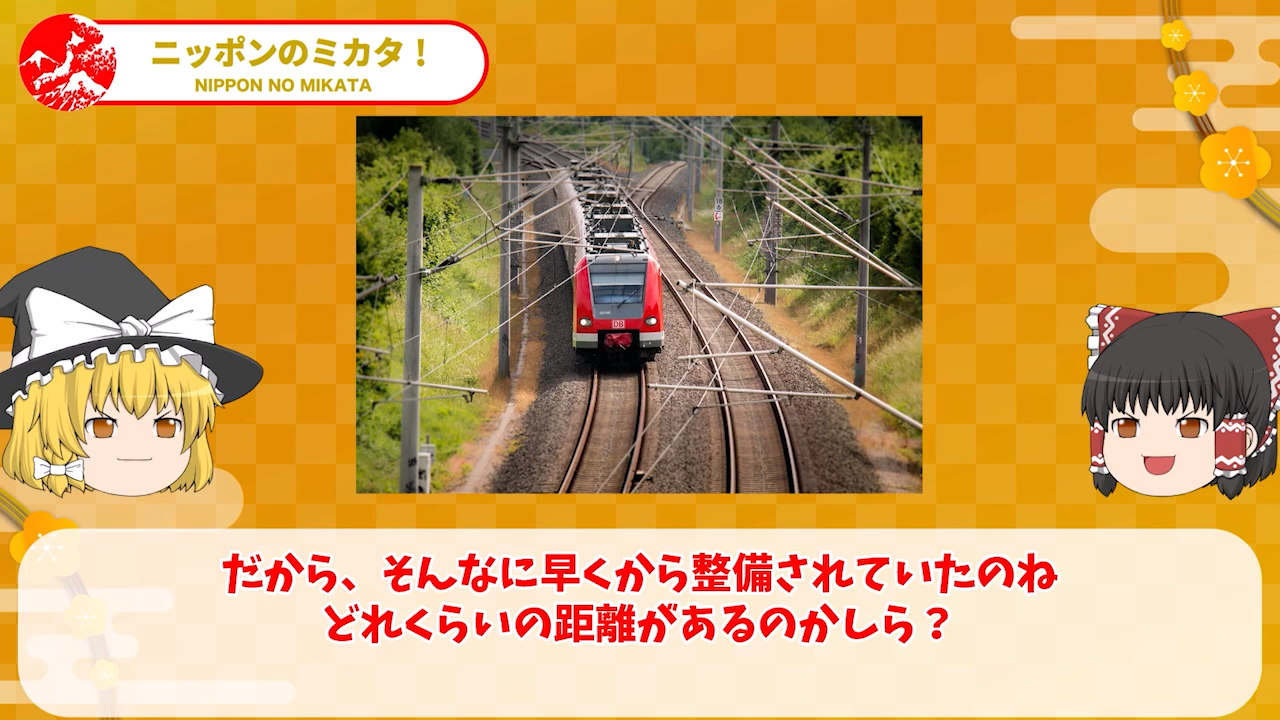 ニッポンのミカタ！
NIPPON NO MIKATA
DB
だから、そんなに早くから整備されていたのね
どれくらいの距離があるのかしら？